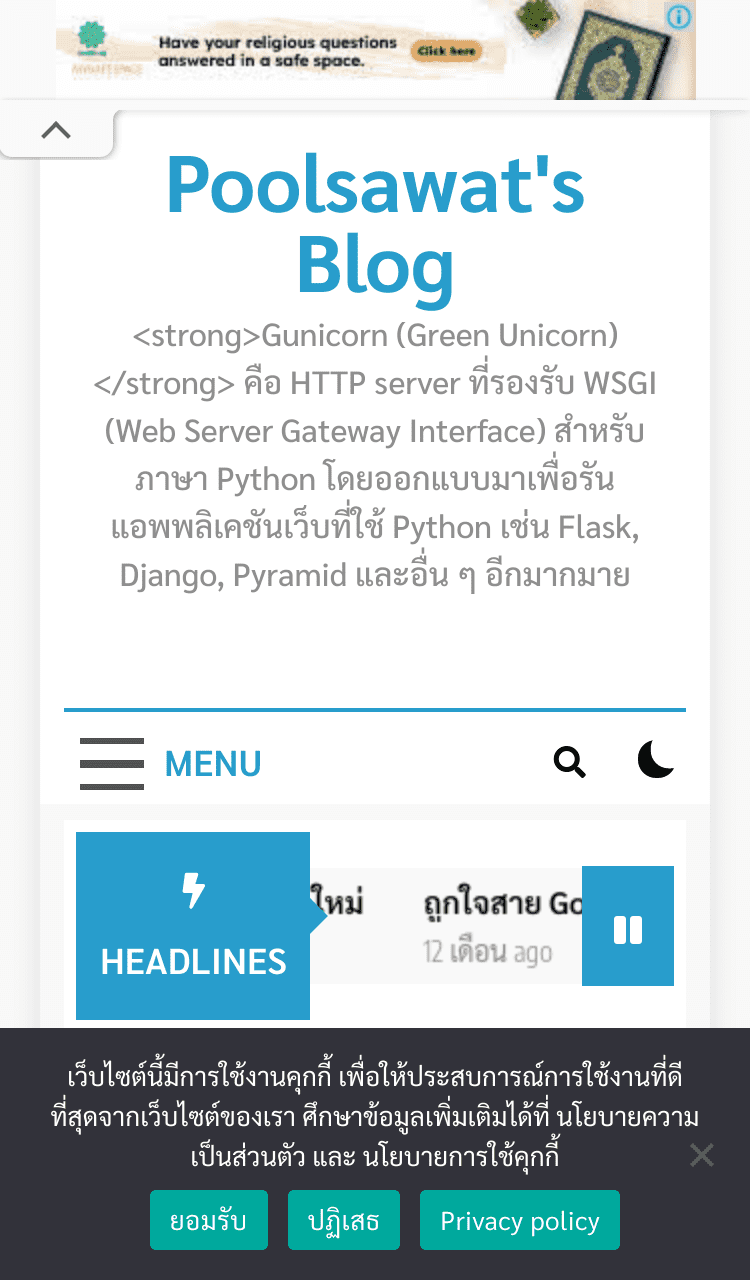 Have your religious questions
answered in a safe space.
Click here
Poolsawat's
Blog
<strong>Gunicorn (Green Unicorn)
</strong> คือ HTTP server ที่รองรับ WSGI
(Web Server Gateway Interface) สำหรับ
ภาษา Python โดยออกแบบมาเพื่อรัน
แอพพลิเคชันเว็บที่ใช้ Python เช่น Flask,
Django, Pyramid และอื่น ๆ อีกมากมาย
MENU
HEADLINES
ใหม่
ถูกใจสาย Go
12 เดือน ago
เว็บไซต์นี้มีการใช้งานคุกกี้ เพื่อให้ประสบการณ์การใช้งานที่ดี
ที่สุดจากเว็บไซต์ของเรา ศึกษาข้อมูลเพิ่มเติมได้ที่ นโยบายความ
เป็นส่วนตัว และ นโยบายการใช้คุกกี้
ยอมรับ
ปฏิเสธ
Privacy policy